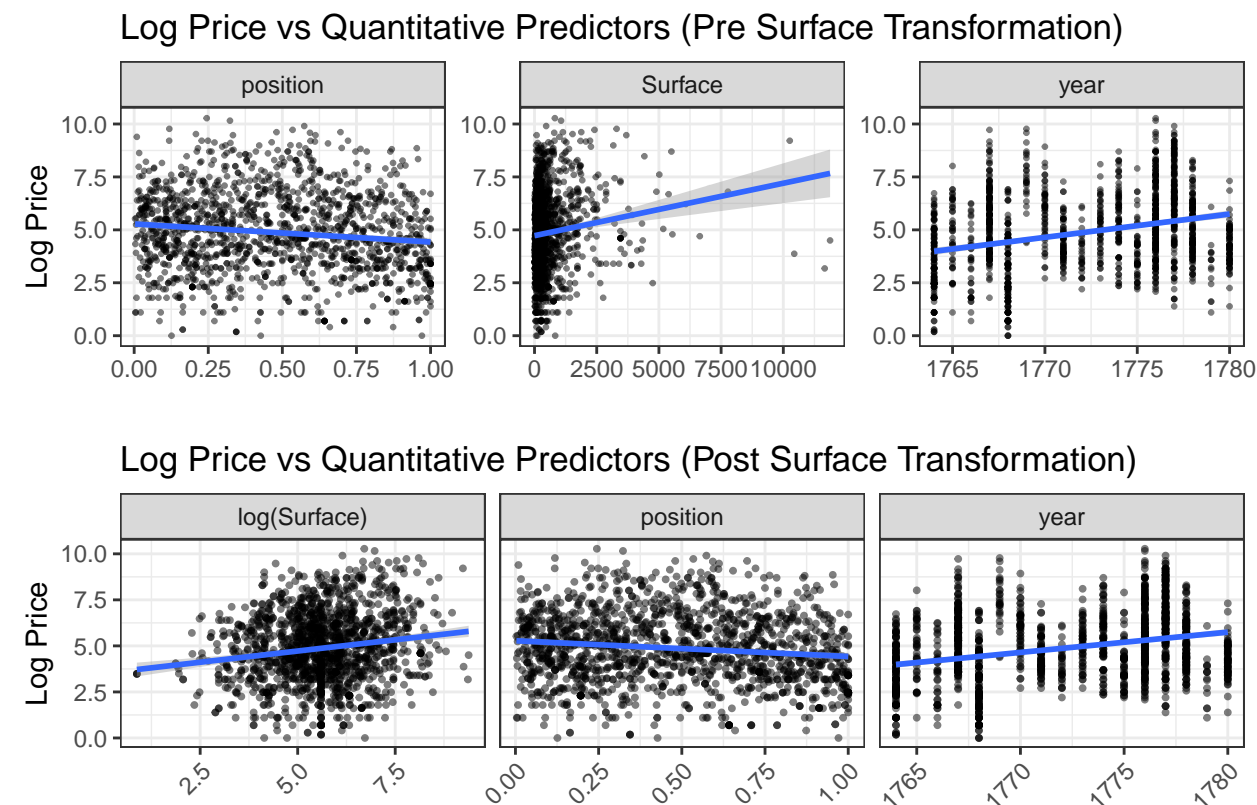 Log Price vs Quantitative Predictors (Pre Surface Transformation)
position Surface year
Log Price
10.0 10.0 10.0
7.5 7.5 7.5
5.0 5.0 5.0
2.5 2.5 2.5
0.0 0.0 0.0
0.00 0.25 0.50 0.75 1.00 0 2500 5000 7500 10000 1765 1770 1775 1780
Log Price vs Quantitative Predictors (Post Surface Transformation)
log(Surface) position year
Log Price
10.0
7.5
5.0
2.5
0.0
2.5 5.0 7.5 0.00 0.25 0.50 0.75 1.00 1765 1770 1775 1780